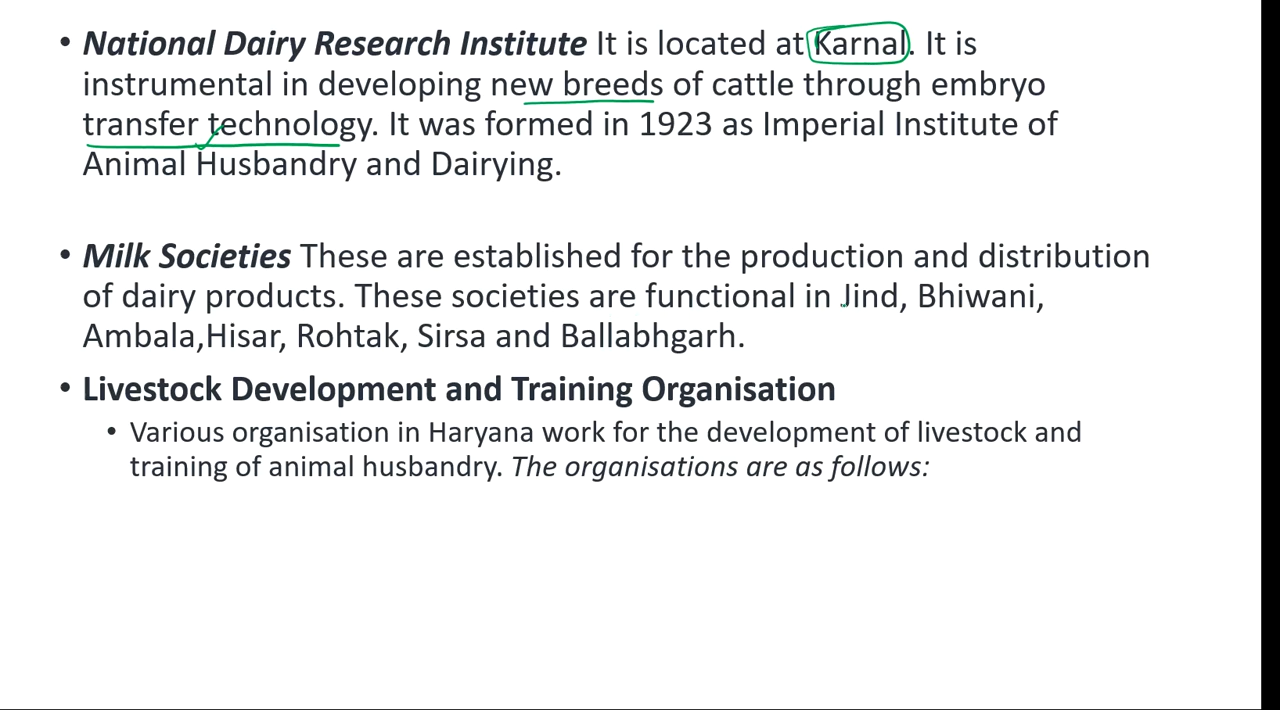 • National Dairy Research Institute It is located at Karnal. It is
instrumental in developing new breeds of cattle through embryo
transfer technology. It was formed in 1923 as Imperial Institute of
Animal Husbandry and Dairying.
• Milk Societies These are established for the production and distribution
of dairy products. These societies are functional in Jind, Bhiwani,
Ambala,Hisar, Rohtak, Sirsa and Ballabhgarh.
• Livestock Development and Training Organisation
• Various organisation in Haryana work for the development of livestock and
training of animal husbandry. The organisations are as follows: